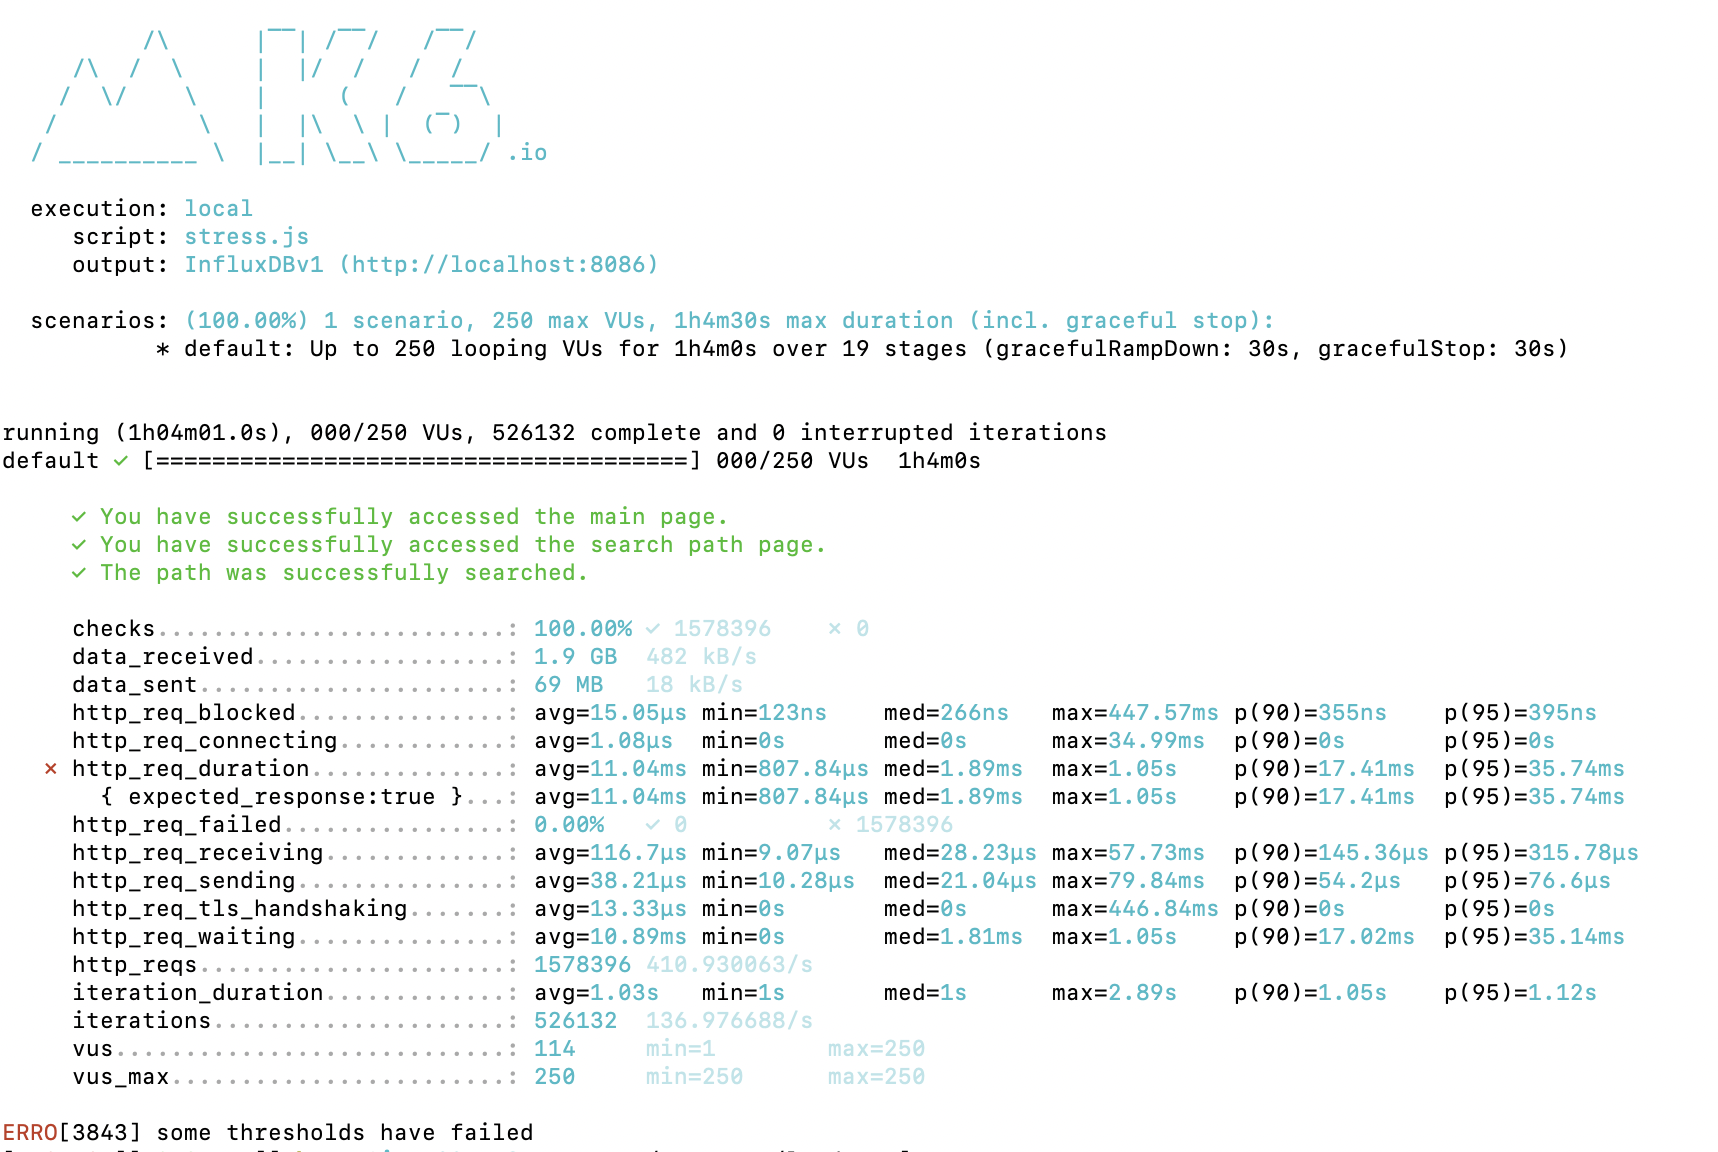 /\ |‾‾| /‾‾/ /‾‾/
/\ / \ | |/ / / /
/ \/ \ | ( / ‾‾\
/ \ | |\ \ | (‾) |
/ __________ \ |__| \__\ \_____/ .io
execution: local
script: stress.js
output: InfluxDBv1 (http://localhost:8086)
scenarios: (100.00%) 1 scenario, 250 max VUs, 1h4m30s max duration (incl. graceful stop):
* default: Up to 250 looping VUs for 1h4m0s over 19 stages (gracefulRampDown: 30s, gracefulStop: 30s)
running (1h04m01.0s), 000/250 VUs, 526132 complete and 0 interrupted iterations
default ✓ [======================================] 000/250 VUs 1h4m0s
✓ You have successfully accessed the main page.
✓ You have successfully accessed the search path page.
✓ The path was successfully searched.
checks.........................: 100.00% ✓ 1578396 ✗ 0
data_received..................: 1.9 GB 482 kB/s
data_sent......................: 69 MB 18 kB/s
http_req_blocked...............: avg=15.05µs min=123ns med=266ns max=447.57ms p(90)=355ns p(95)=395ns
http_req_connecting............: avg=1.08µs min=0s med=0s max=34.99ms p(90)=0s p(95)=0s
✗ http_req_duration..............: avg=11.04ms min=807.84µs med=1.89ms max=1.05s p(90)=17.41ms p(95)=35.74ms
{ expected_response:true }...: avg=11.04ms min=807.84µs med=1.89ms max=1.05s p(90)=17.41ms p(95)=35.74ms
http_req_failed................: 0.00% ✓ 0 ✗ 1578396
http_req_receiving.............: avg=116.7µs min=9.07µs med=28.23µs max=57.73ms p(90)=145.36µs p(95)=315.78µs
http_req_sending...............: avg=38.21µs min=10.28µs med=21.04µs max=79.84ms p(90)=54.2µs p(95)=76.6µs
http_req_tls_handshaking.......: avg=13.33µs min=0s med=0s max=446.84ms p(90)=0s p(95)=0s
http_req_waiting...............: avg=10.89ms min=0s med=1.81ms max=1.05s p(90)=17.02ms p(95)=35.14ms
http_reqs......................: 1578396 410.930063/s
iteration_duration.............: avg=1.03s min=1s med=1s max=2.89s p(90)=1.05s p(95)=1.12s
iterations.....................: 526132 136.976688/s
vus............................: 114 min=1 max=250
vus_max........................: 250 min=250 max=250
ERRO[3843] some thresholds have failed